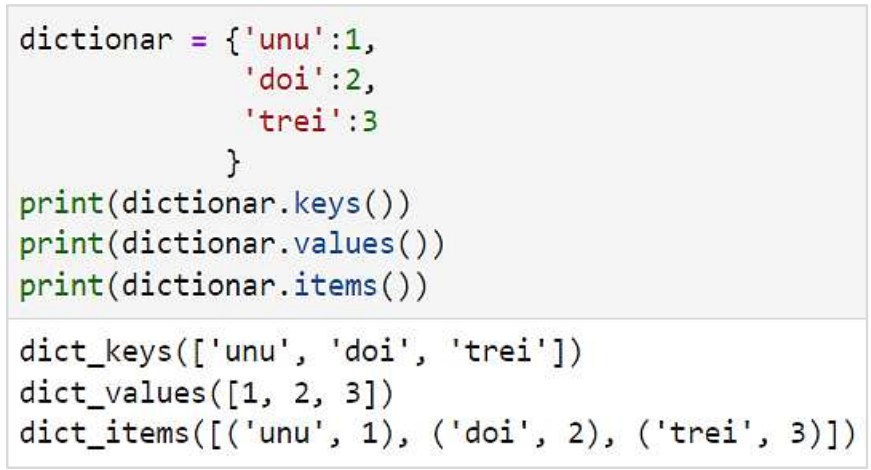 dictionar = {'unu':1,
             'doi':2,
             'trei':3
            }
print(dictionar.keys())
print(dictionar.values())
print(dictionar.items())
dict_keys(['unu', 'doi', 'trei'])
dict_values([1, 2, 3])
dict_items([('unu', 1), ('doi', 2), ('trei', 3)])